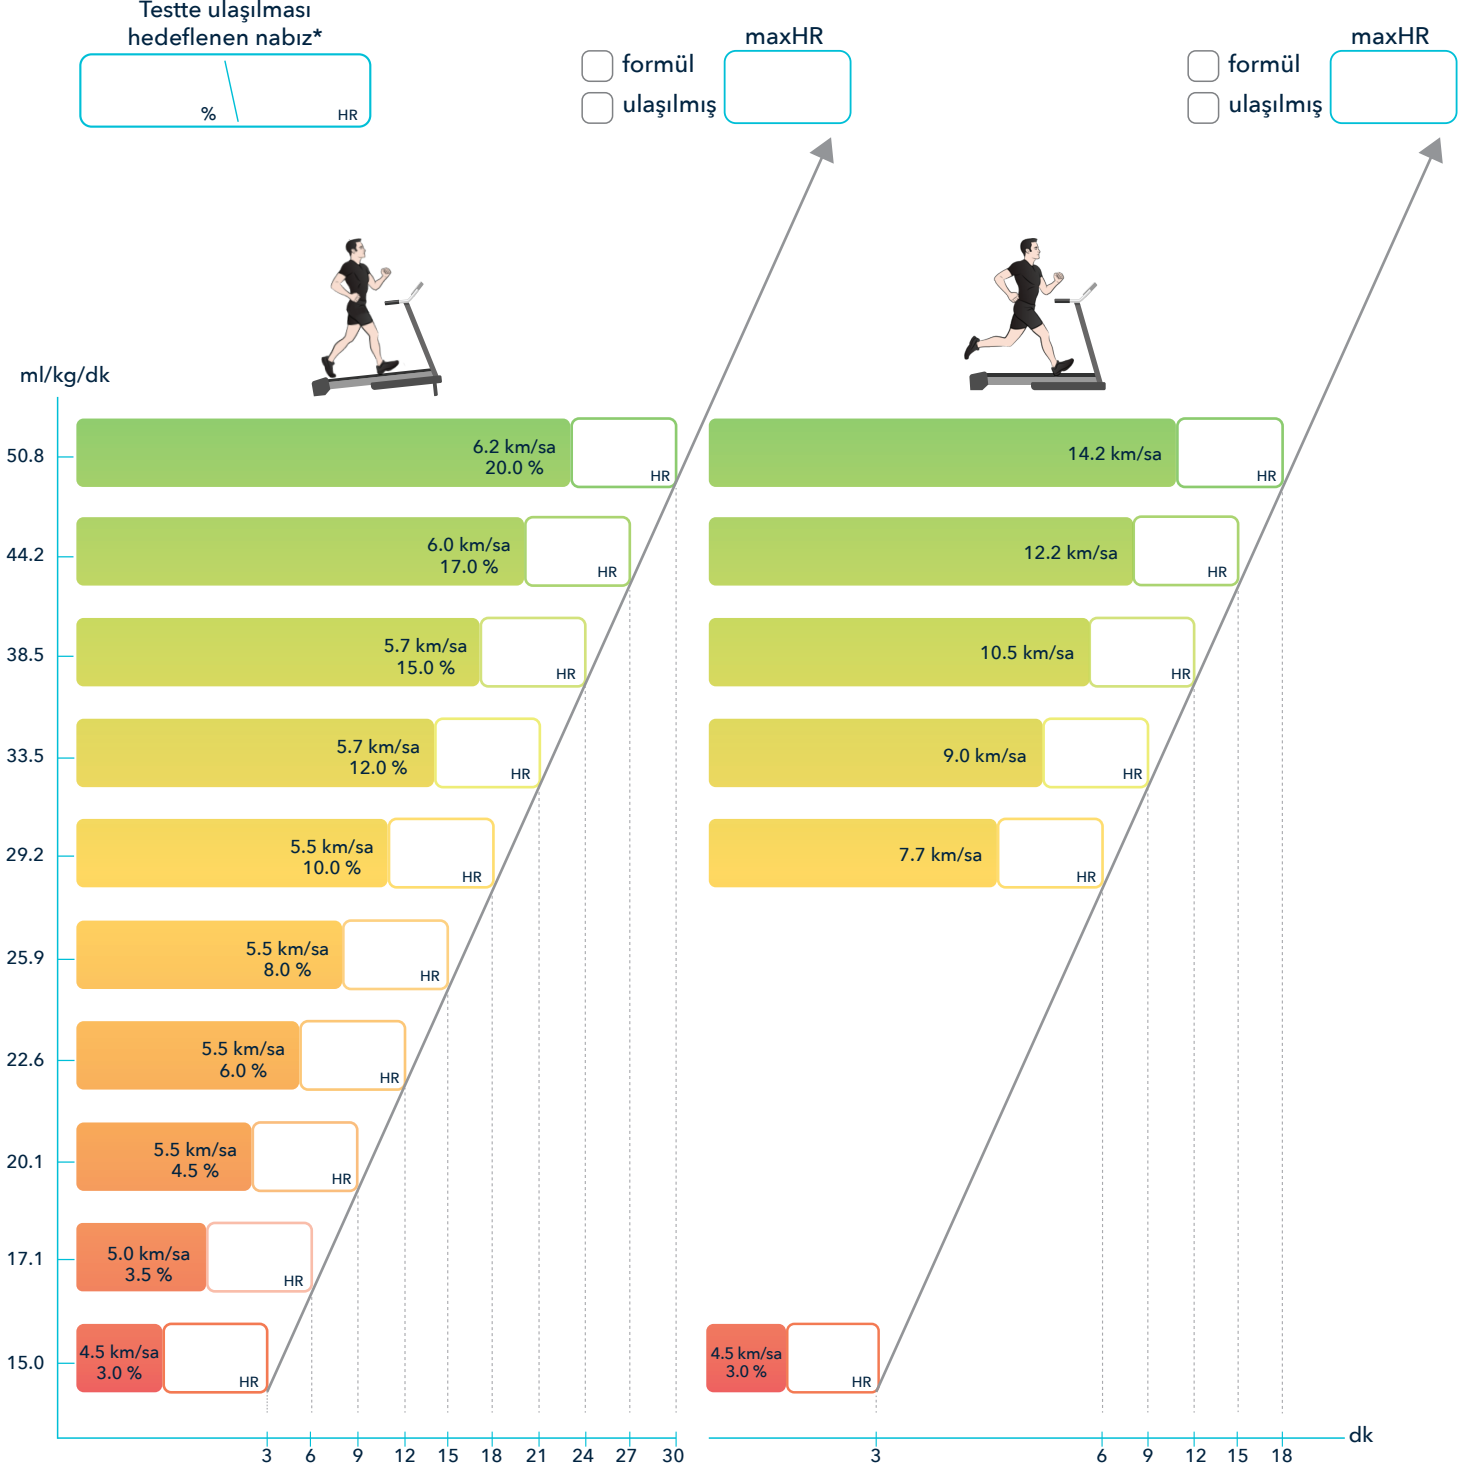 Testte ulaşılması
hedeflenen nabız*
% HR
formül
ulaşılmış
maxHR
formül
ulaşılmış
maxHR
ml/kg/dk
50.8
6.2 km/sa
20.0 %
HR
14.2 km/sa
HR
44.2
6.0 km/sa
17.0 %
HR
12.2 km/sa
HR
38.5
5.7 km/sa
15.0 %
HR
10.5 km/sa
HR
33.5
5.7 km/sa
12.0 %
HR
9.0 km/sa
HR
29.2
5.5 km/sa
10.0 %
HR
7.7 km/sa
HR
25.9
5.5 km/sa
8.0 %
HR
22.6
5.5 km/sa
6.0 %
HR
20.1
5.5 km/sa
4.5 %
HR
17.1
5.0 km/sa
3.5 %
HR
15.0
4.5 km/sa
3.0 %
HR
4.5 km/sa
3.0 %
HR
3 6 9 12 15 18 21 24 27 30
3 6 9 12 15 18 dk